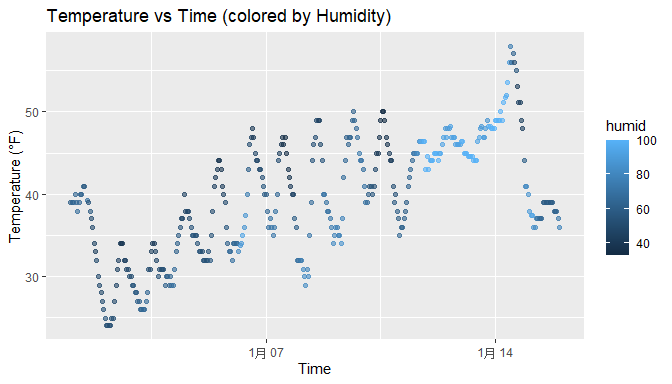 Temperature vs Time (colored by Humidity)
Temperature (°F)
50
40
30
1月 07
1月 14
Time
humid
100
80
60
40